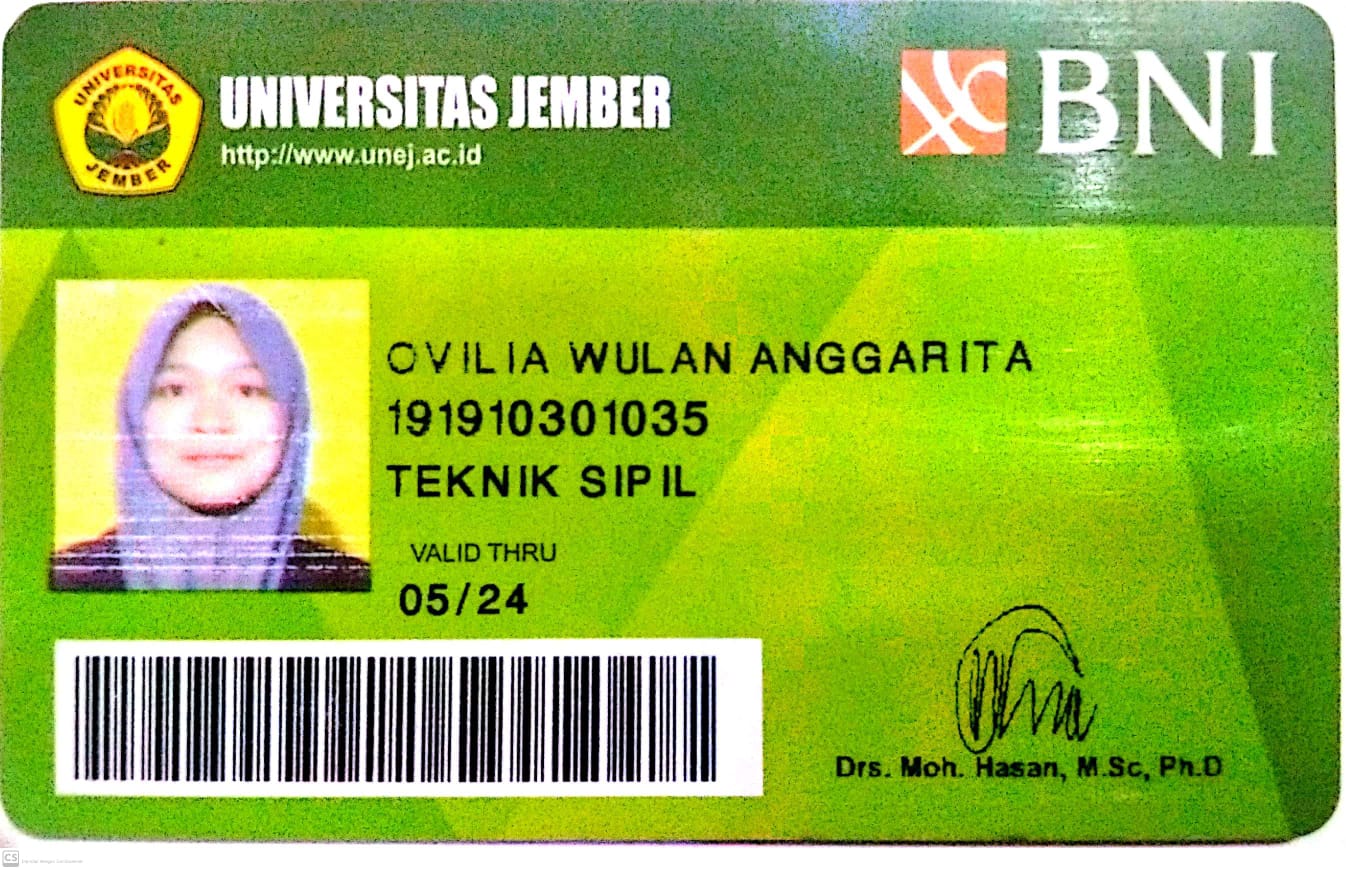 UNIVERSITAS JEMBER
UNIVERSITAS JEMBER
http://www.unej.ac.id
BNI
OVILIA WULAN ANGGARITA
191910301035
TEKNIK SIPIL
VALID THRU
05/24
Drs. Moh. Hasan, M.Sc, Ph.D
CS